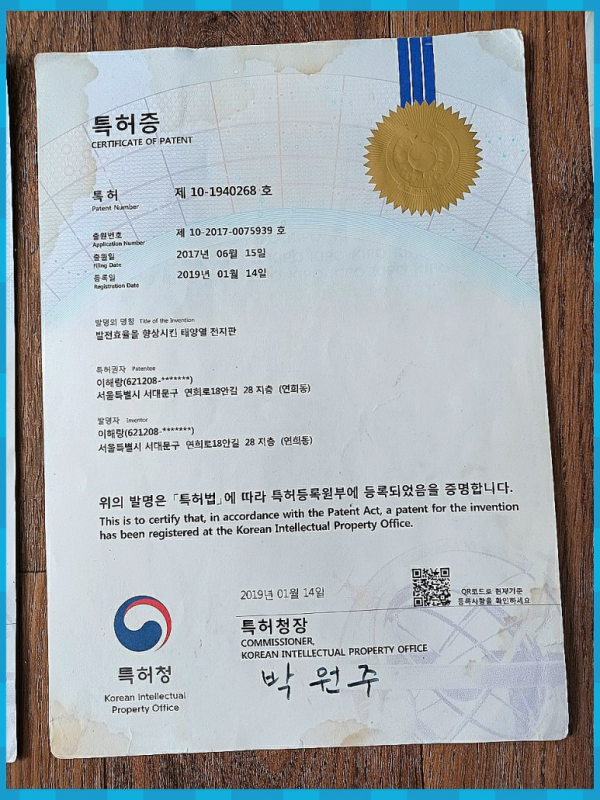 특허증
CERTIFICATE OF PATENT
특허 제 10-1940268 호
Patent Number
출원번호 제 10-2017-0075939 호
Application Number
출원일 2017년 06월 15일
Filing Date
등록일 2019년 01월 14일
Registration Date
발명의 명칭 Title of the Invention
발전효율을 향상시킨 태양열 전지판
특허권자 Patentee
이해랑(621208-*******)
서울특별시 서대문구 연희로18안길 28 지층 (연희동)
발명자 Inventor
이해랑(621208-*******)
서울특별시 서대문구 연희로18안길 28 지층 (연희동)
위의 발명은 「특허법」에 따라 특허등록원부에 등록되었음을 증명합니다.
This is to certify that, in accordance with the Patent Act, a patent for the invention
has been registered at the Korean Intellectual Property Office.
2019년 01월 14일
QR코드로 현재기준
등록사항을 확인하세요
특허청장
COMMISSIONER,
KOREAN INTELLECTUAL PROPERTY OFFICE
박원주
특허청
Korean Intellectual
Property Office